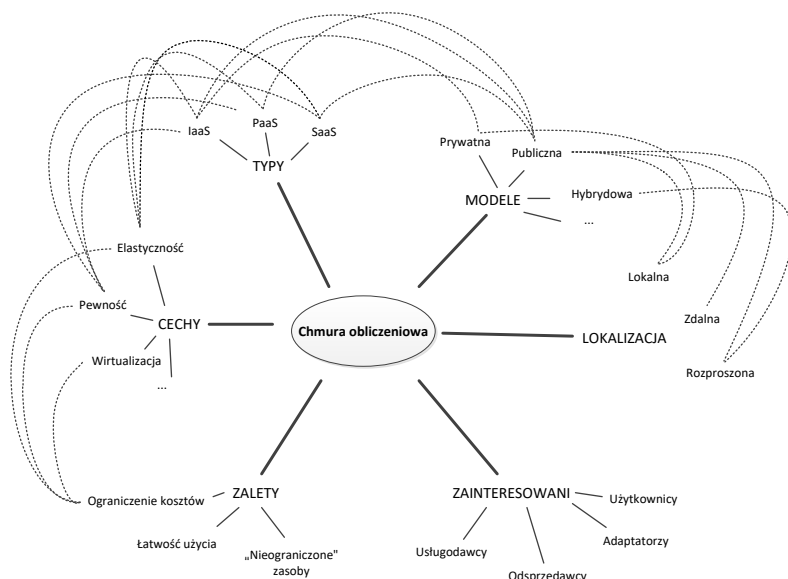 PaaS
IaaS
SaaS
TYPY
Prywatna
Publiczna
MODELE
Hybrydowa
...
Elastyczność
Lokalna
Pewność
CECHY
Zdalna
Chmura obliczeniowa
LOKALIZACJA
Wirtualizacja
...
Rozproszona
Ograniczenie kosztów
ZALETY
ZAINTERESOWANI
Użytkownicy
Łatwość użycia
„Nieograniczone"
zasoby
Usługodawcy
Adaptatorzy
Odsprzedawcy